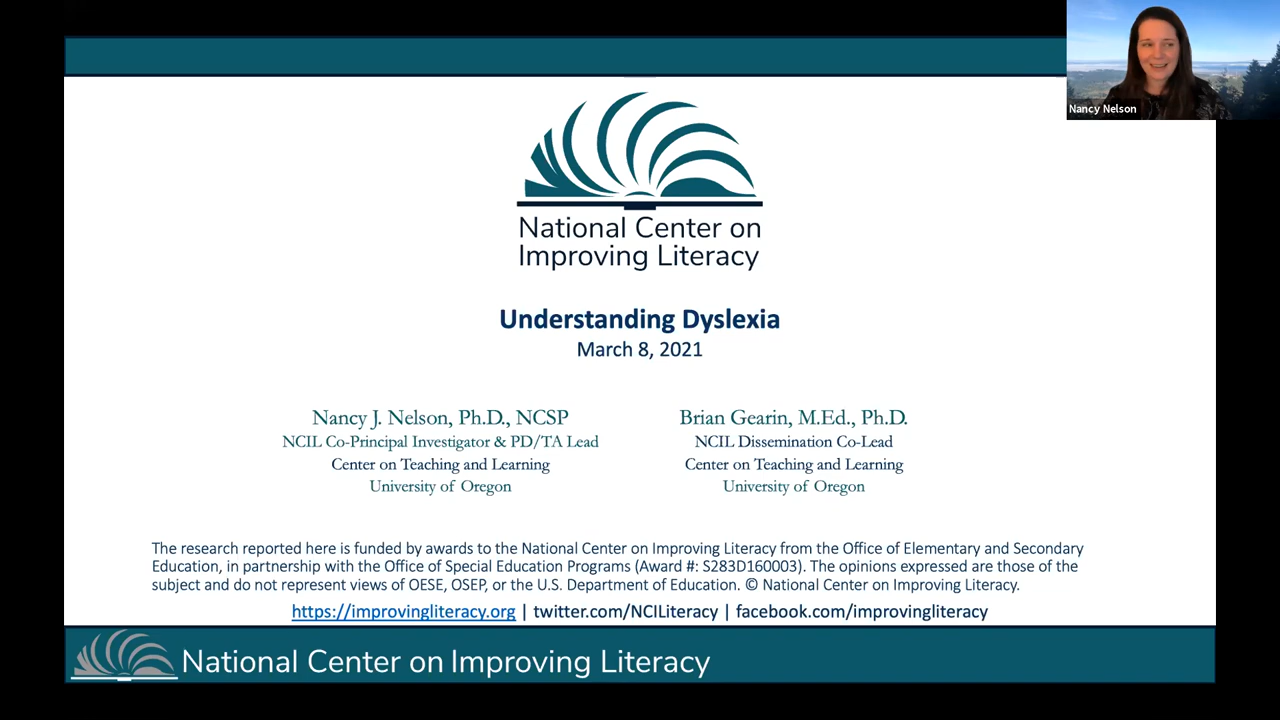 Nancy Nelson
National Center on
Improving Literacy
Understanding Dyslexia
March 8, 2021
Nancy J. Nelson, Ph.D., NCSP
NCIL Co-Principal Investigator & PD/TA Lead
Center on Teaching and Learning
University of Oregon
Brian Gearin, M.Ed., Ph.D.
NCIL Dissemination Co-Lead
Center on Teaching and Learning
University of Oregon
The research reported here is funded by awards to the National Center on Improving Literacy from the Office of Elementary and Secondary
Education, in partnership with the Office of Special Education Programs (Award #: S283D160003). The opinions expressed are those of the
subject and do not represent views of OESE, OSEP, or the U.S. Department of Education. © National Center on Improving Literacy.
https://improvingliteracy.org | twitter.com/NCILiteracy | facebook.com/improvingliteracy
National Center on Improving Literacy